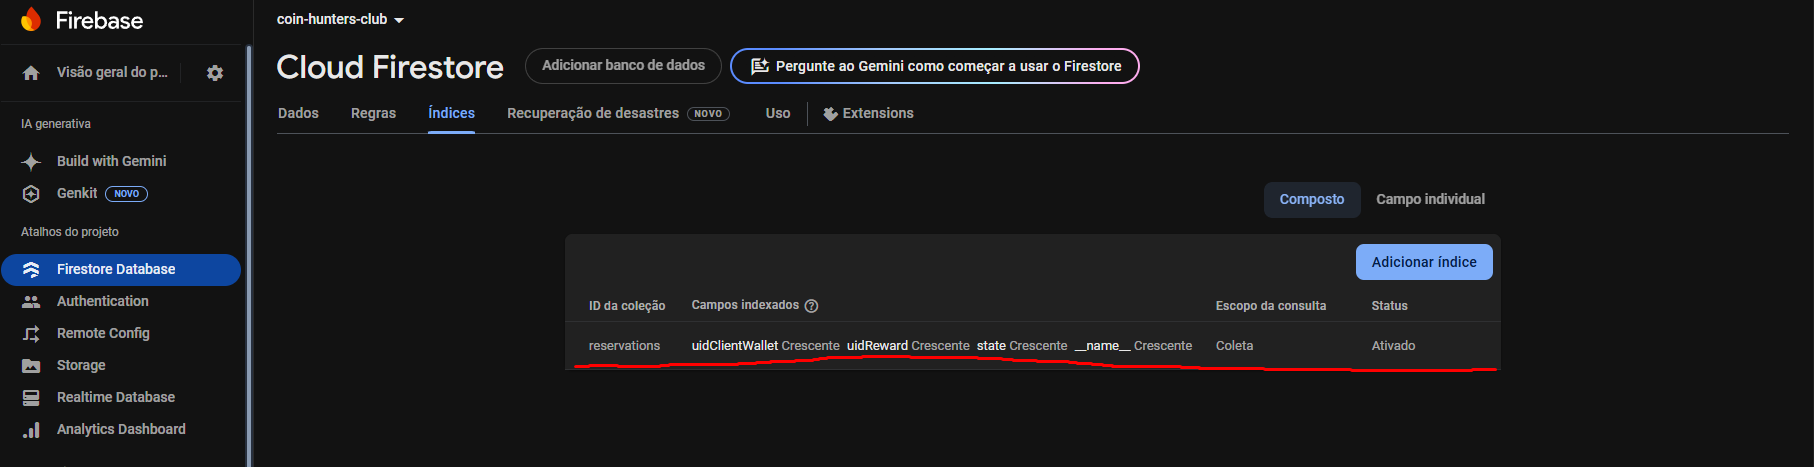 Firebase
coin-hunters-club
Visão geral do p...
Cloud Firestore
Adicionar banco de dados
Pergunte ao Gemini como começar a usar o Firestore
Dados Regras Índices Recuperação de desastres NOVO Uso Extensions
IA generativa
Build with Gemini
Genkit NOVO
Atalhos do projeto
Firestore Database
Authentication
Remote Config
Storage
Realtime Database
Analytics Dashboard
Composto Campo individual
Adicionar índice
ID da coleção Campos indexados ? Escopo da consulta Status
reservations uidClientWallet Crescente uidReward Crescente state Crescente __name__ Crescente Coleta Ativado